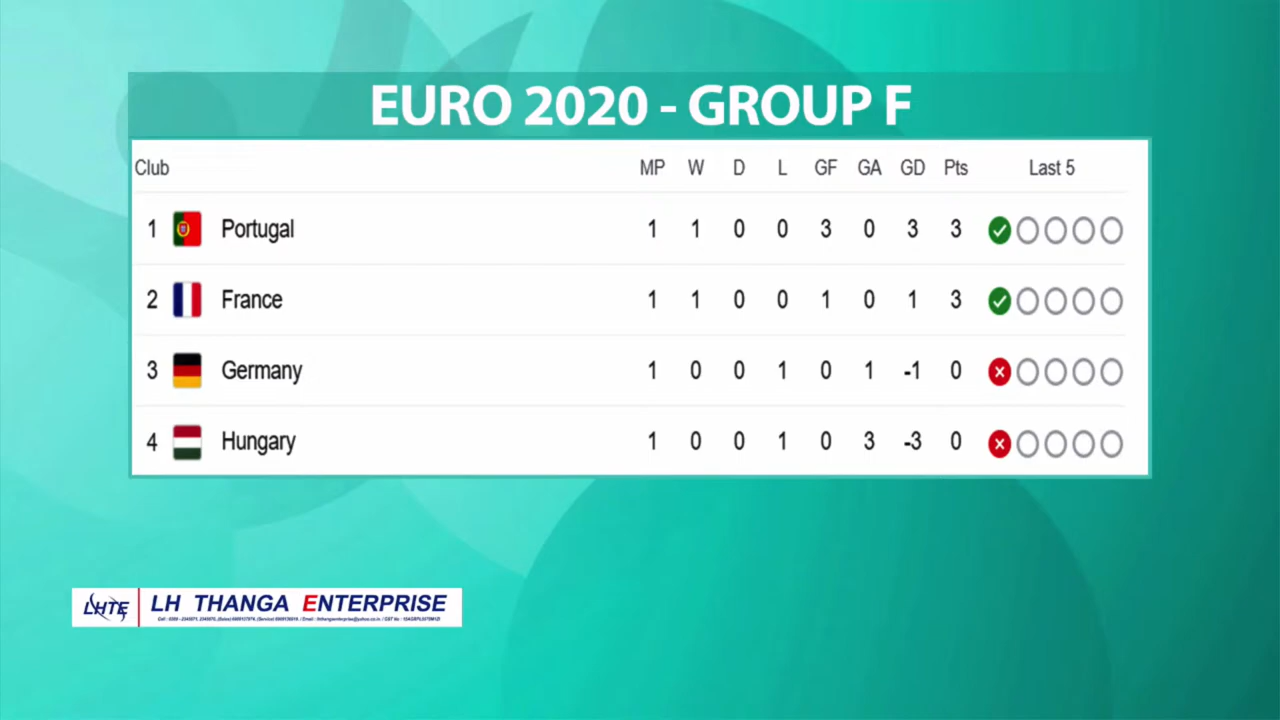 EURO 2020 - GROUP F
Club MP W D L GF GA GD Pts Last 5
1 Portugal 1 1 0 0 3 0 3 3
2 France 1 1 0 0 1 0 1 3
3 Germany 1 0 0 1 0 1 -1 0
4 Hungary 1 0 0 1 0 3 -3 0
LHTE LH THANGA ENTERPRISE